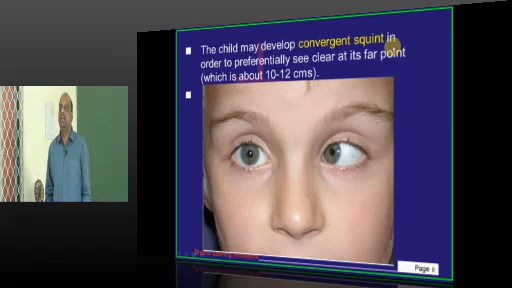 The child may develop convergent squint in
order to preferentially see clear at its far point
(which is about 10-12 cms).
Page 8